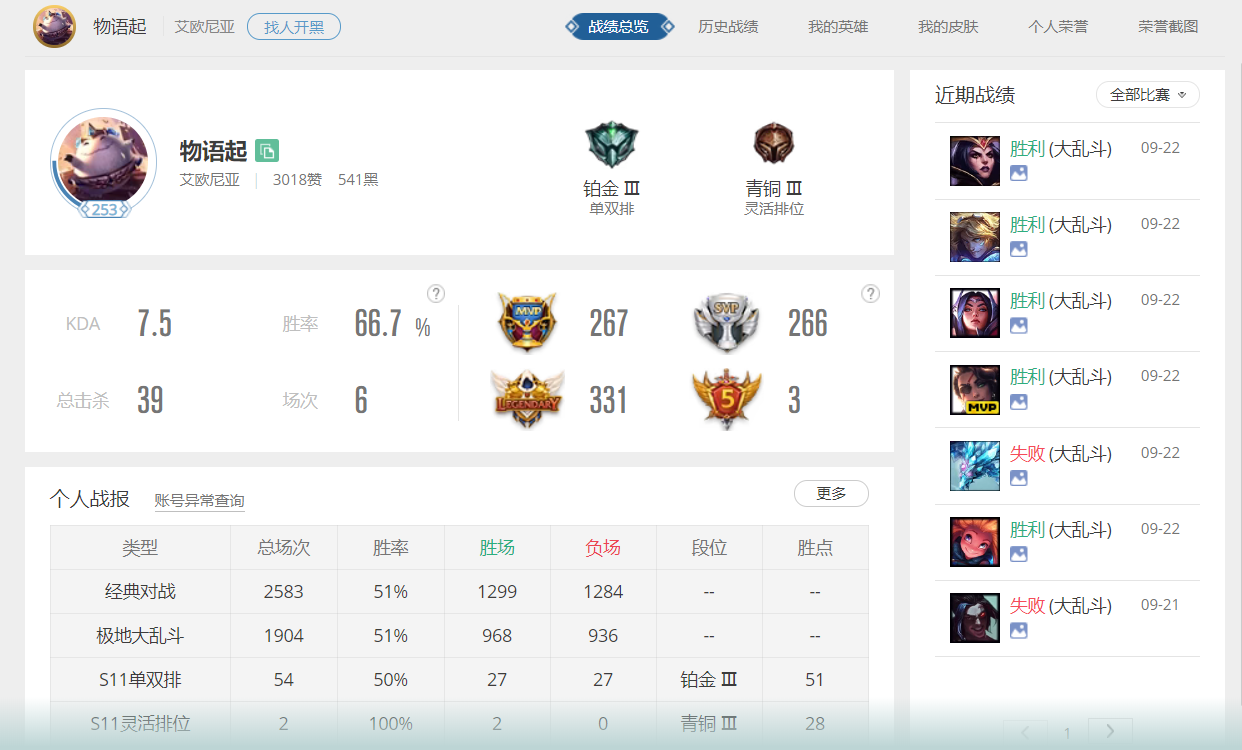 物语起 艾欧尼亚 找人开黑 战绩总览 历史战绩 我的英雄 我的皮肤 个人荣誉 荣誉截图
物语起
艾欧尼亚 3018赞 541黑
253
铂金 Ⅲ
单双排
青铜 Ⅲ
灵活排位
KDA 7.5 胜率 66.7 % ?
总击杀 39 场次 6
MVP 267 SVP 266 ?
LEGENDARY 331 5 3
个人战报 账号异常查询 更多
类型 总场次 胜率 胜场 负场 段位 胜点
经典对战 2583 51% 1299 1284 -- --
极地大乱斗 1904 51% 968 936 -- --
S11单双排 54 50% 27 27 铂金 Ⅲ 51
S11灵活排位 2 100% 2 0 青铜 Ⅲ 28
近期战绩 全部比赛
胜利 (大乱斗) 09-22
胜利 (大乱斗) 09-22
胜利 (大乱斗) 09-22
胜利 (大乱斗) 09-22
MVP
失败 (大乱斗) 09-22
胜利 (大乱斗) 09-22
失败 (大乱斗) 09-21
1